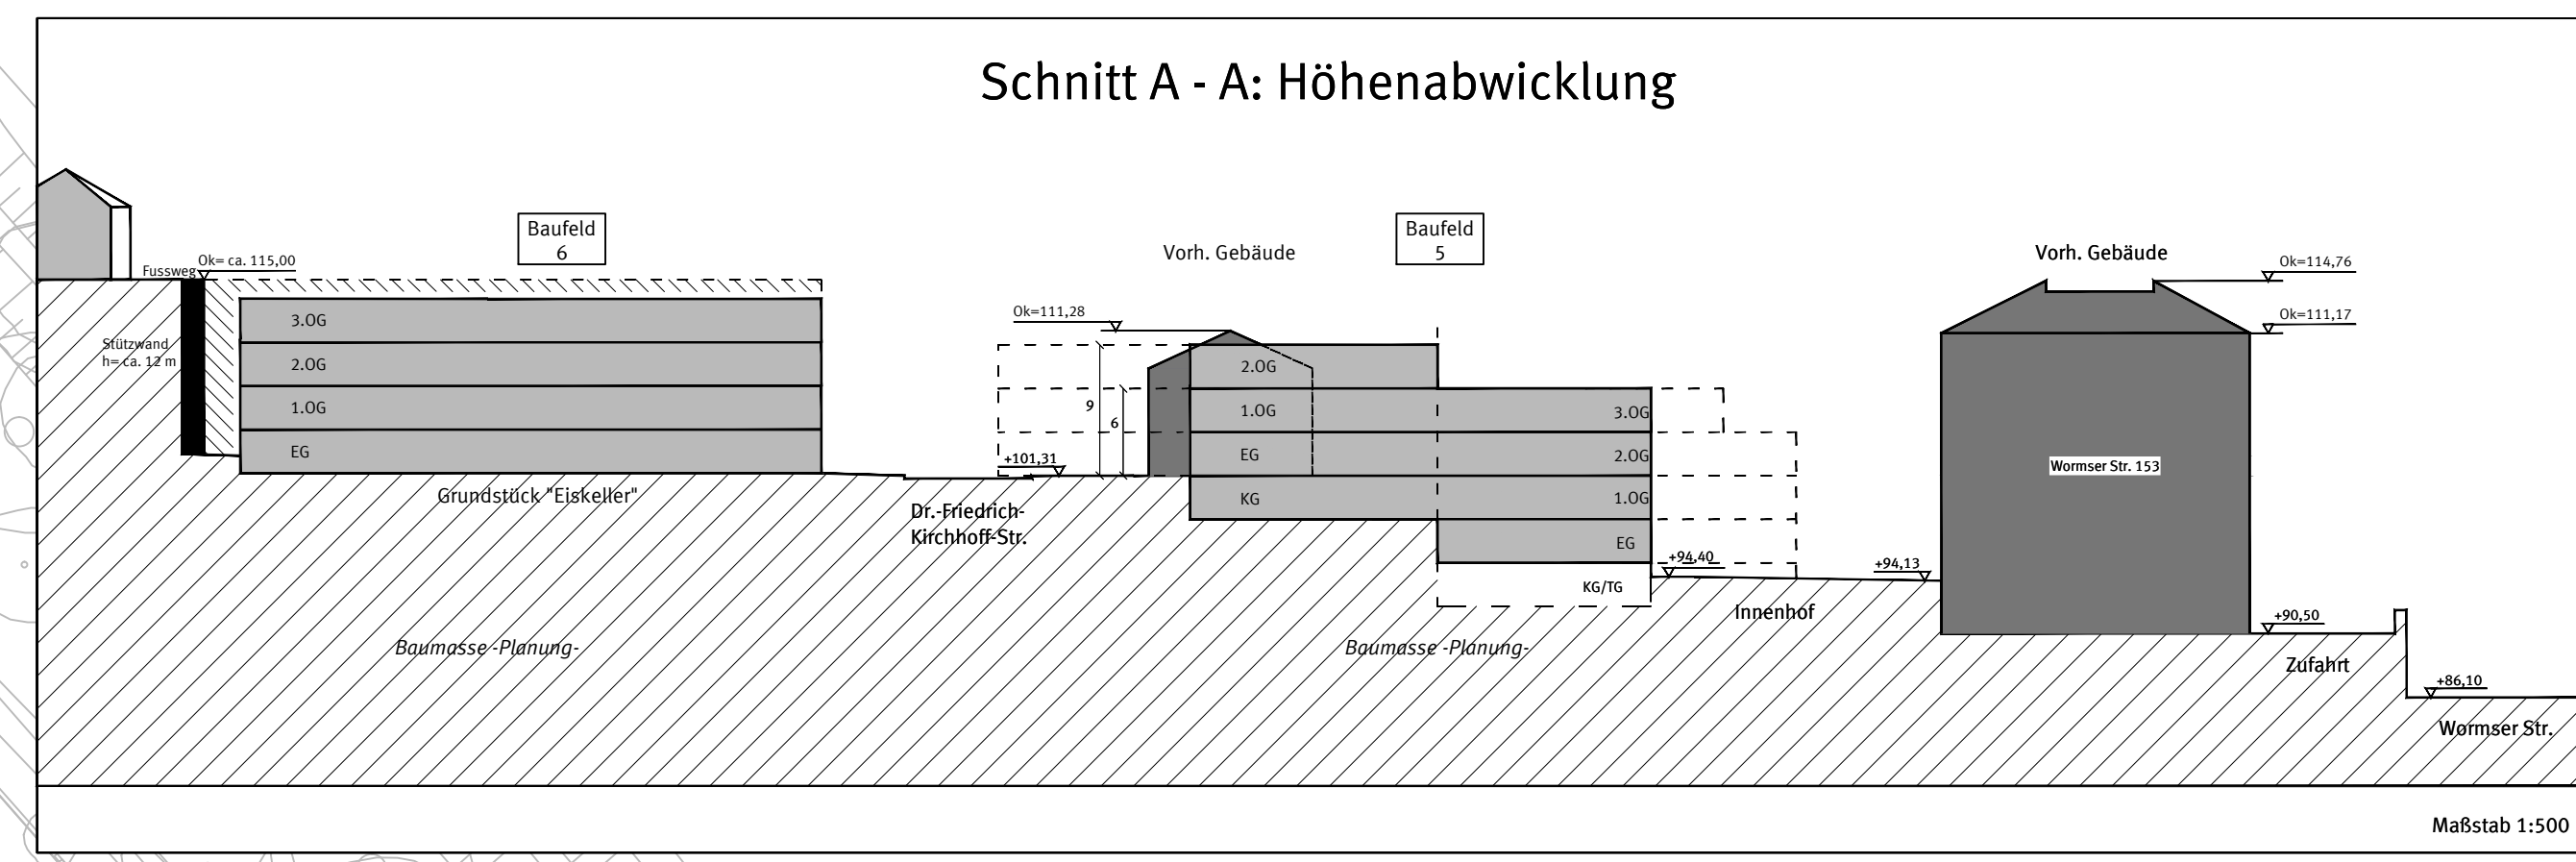 Schnitt A - A: Höhenabwicklung
Baufeld
6
Baufeld
5
Vorh. Gebäude
Vorh. Gebäude
Fussweg
Ok= ca. 115,00
Ok=114,76
Ok=111,28
Ok=111,17
Stützwand
h= ca. 12 m
3.OG
2.OG
1.OG
EG
2.OG
1.OG
EG
KG
3.OG
2.OG
1.OG
EG
KG/TG
9
6
+101,31
Wormser Str. 153
Grundstück "Eiskeller"
Dr.-Friedrich-
Kirchhoff-Str.
+94,40
+94,13
Innenhof
+90,50
Zufahrt
+86,10
Wormser Str.
Baumasse -Planung-
Baumasse -Planung-
Maßstab 1:500